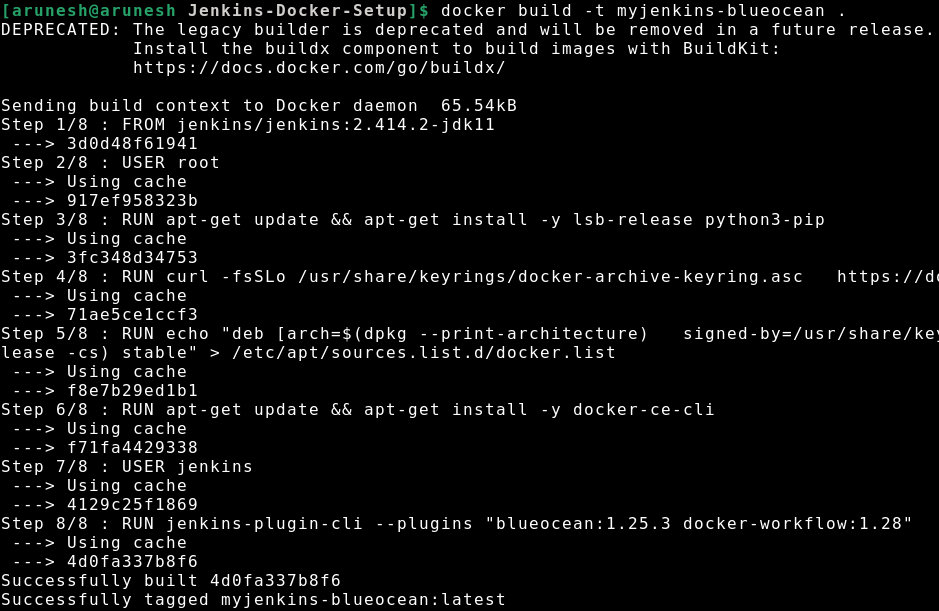 [arunesh@arunesh Jenkins-Docker-Setup]$ docker build -t myjenkins-blueocean .
DEPRECATED: The legacy builder is deprecated and will be removed in a future release.
            Install the buildx component to build images with BuildKit:
            https://docs.docker.com/go/buildx/

Sending build context to Docker daemon  65.54kB
Step 1/8 : FROM jenkins/jenkins:2.414.2-jdk11
 ---> 3d0d48f61941
Step 2/8 : USER root
 ---> Using cache
 ---> 917ef958323b
Step 3/8 : RUN apt-get update && apt-get install -y lsb-release python3-pip
 ---> Using cache
 ---> 3fc348d34753
Step 4/8 : RUN curl -fsSLo /usr/share/keyrings/docker-archive-keyring.asc   https://do
 ---> Using cache
 ---> 71ae5ce1ccf3
Step 5/8 : RUN echo "deb [arch=$(dpkg --print-architecture)   signed-by=/usr/share/key
lease -cs) stable" > /etc/apt/sources.list.d/docker.list
 ---> Using cache
 ---> f8e7b29ed1b1
Step 6/8 : RUN apt-get update && apt-get install -y docker-ce-cli
 ---> Using cache
 ---> f71fa4429338
Step 7/8 : USER jenkins
 ---> Using cache
 ---> 4129c25f1869
Step 8/8 : RUN jenkins-plugin-cli --plugins "blueocean:1.25.3 docker-workflow:1.28"
 ---> Using cache
 ---> 4d0fa337b8f6
Successfully built 4d0fa337b8f6
Successfully tagged myjenkins-blueocean:latest